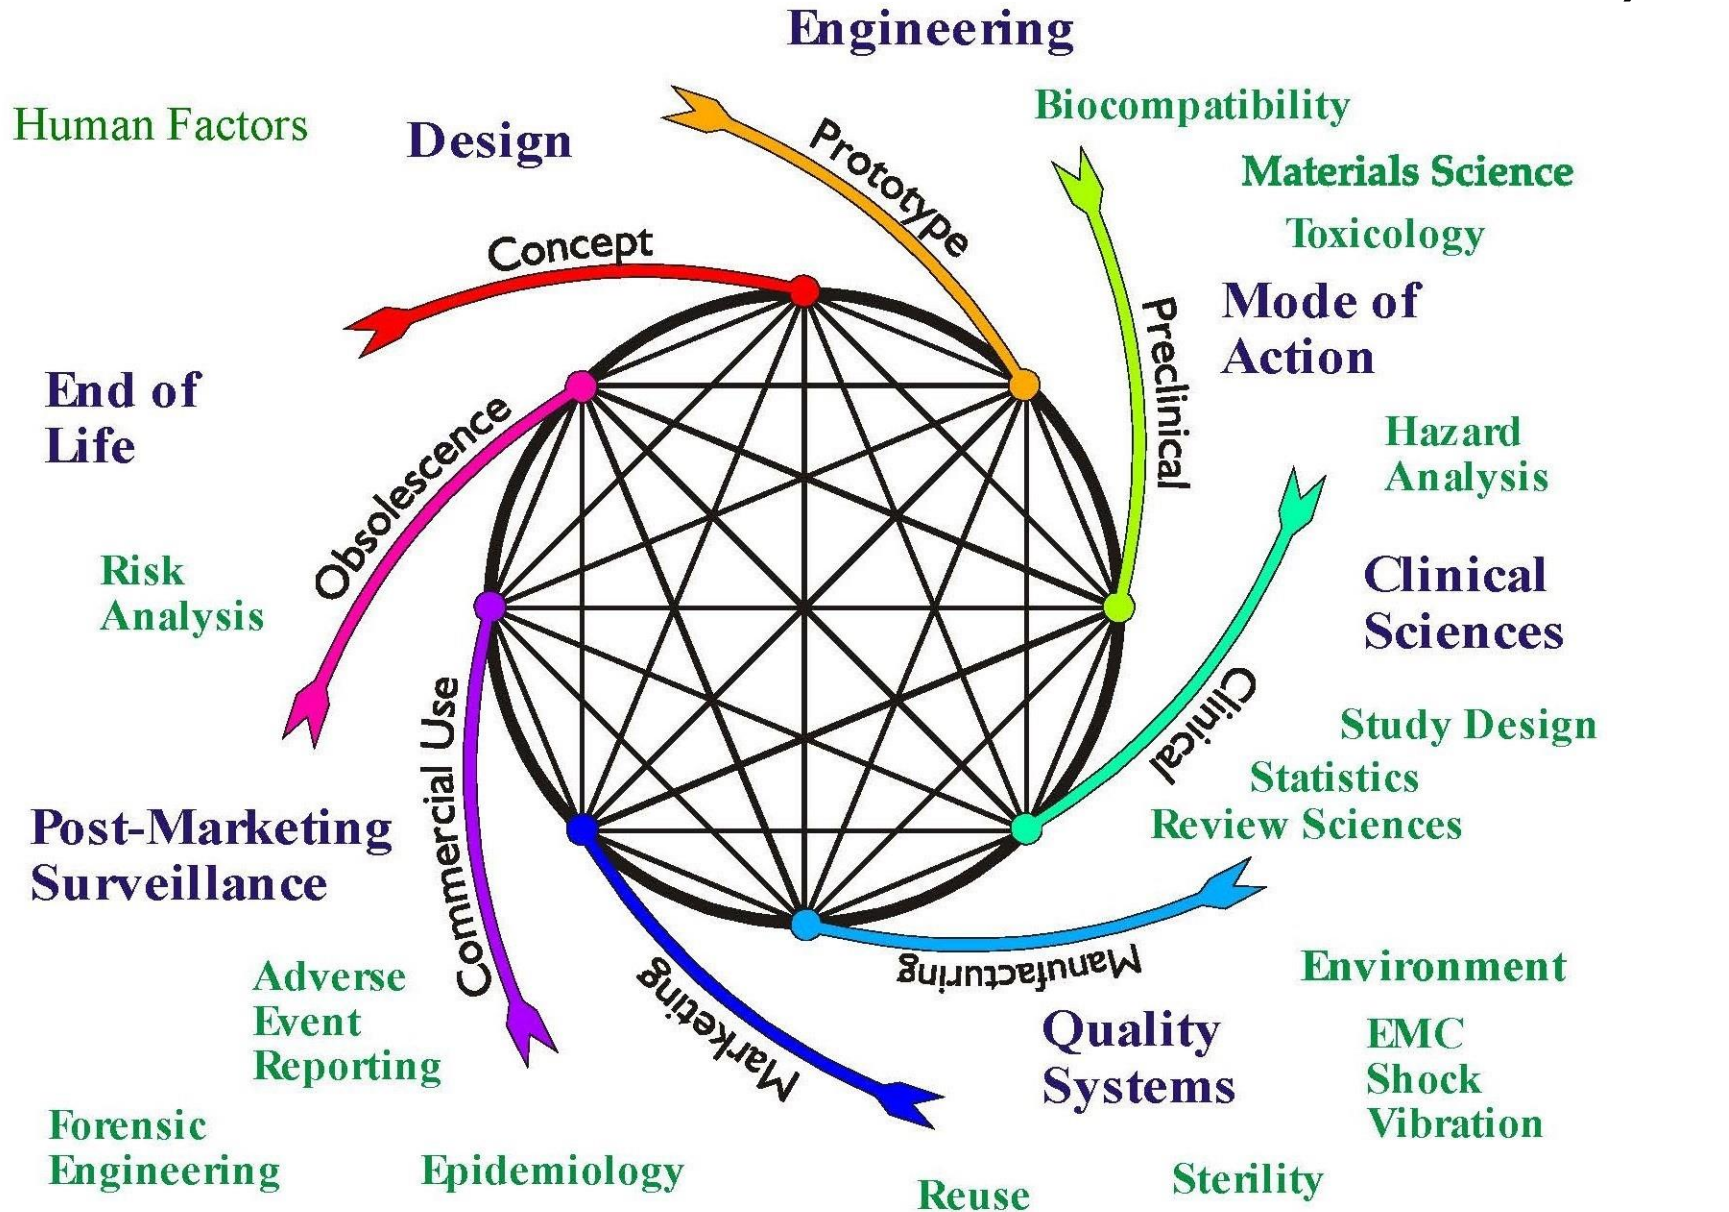 Engineering
Human Factors
Design
Biocompatibility
Prototype
Materials Science
Toxicology
Concept
Mode of
Action
Preclinical
End of
Life
Obsolescence
Hazard
Analysis
Risk
Analysis
Clinical
Sciences
Clinical
Study Design
Statistics
Review Sciences
Commercial Use
Post-Marketing
Surveillance
Manufacturing
Marketing
Environment
Adverse
Event
Reporting
Quality
Systems
EMC
Shock
Vibration
Forensic
Engineering
Epidemiology
Reuse
Sterility